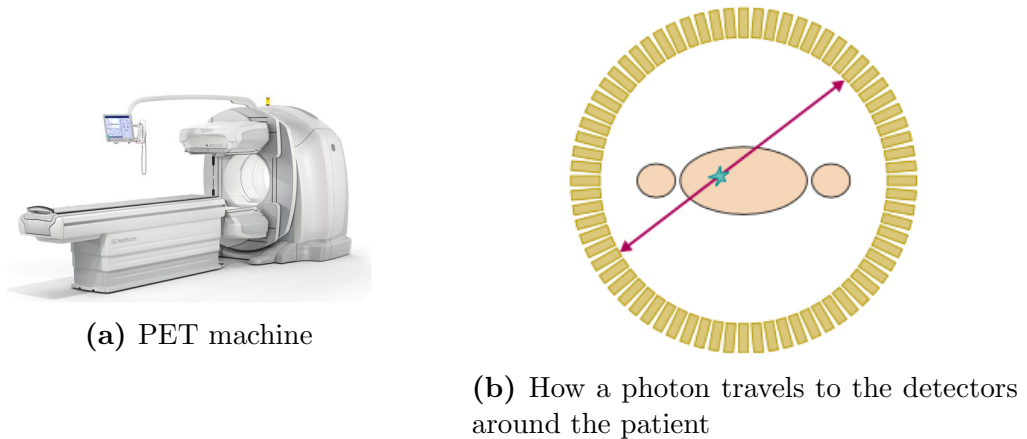 (a) PET machine
(b) How a photon travels to the detectors
around the patient